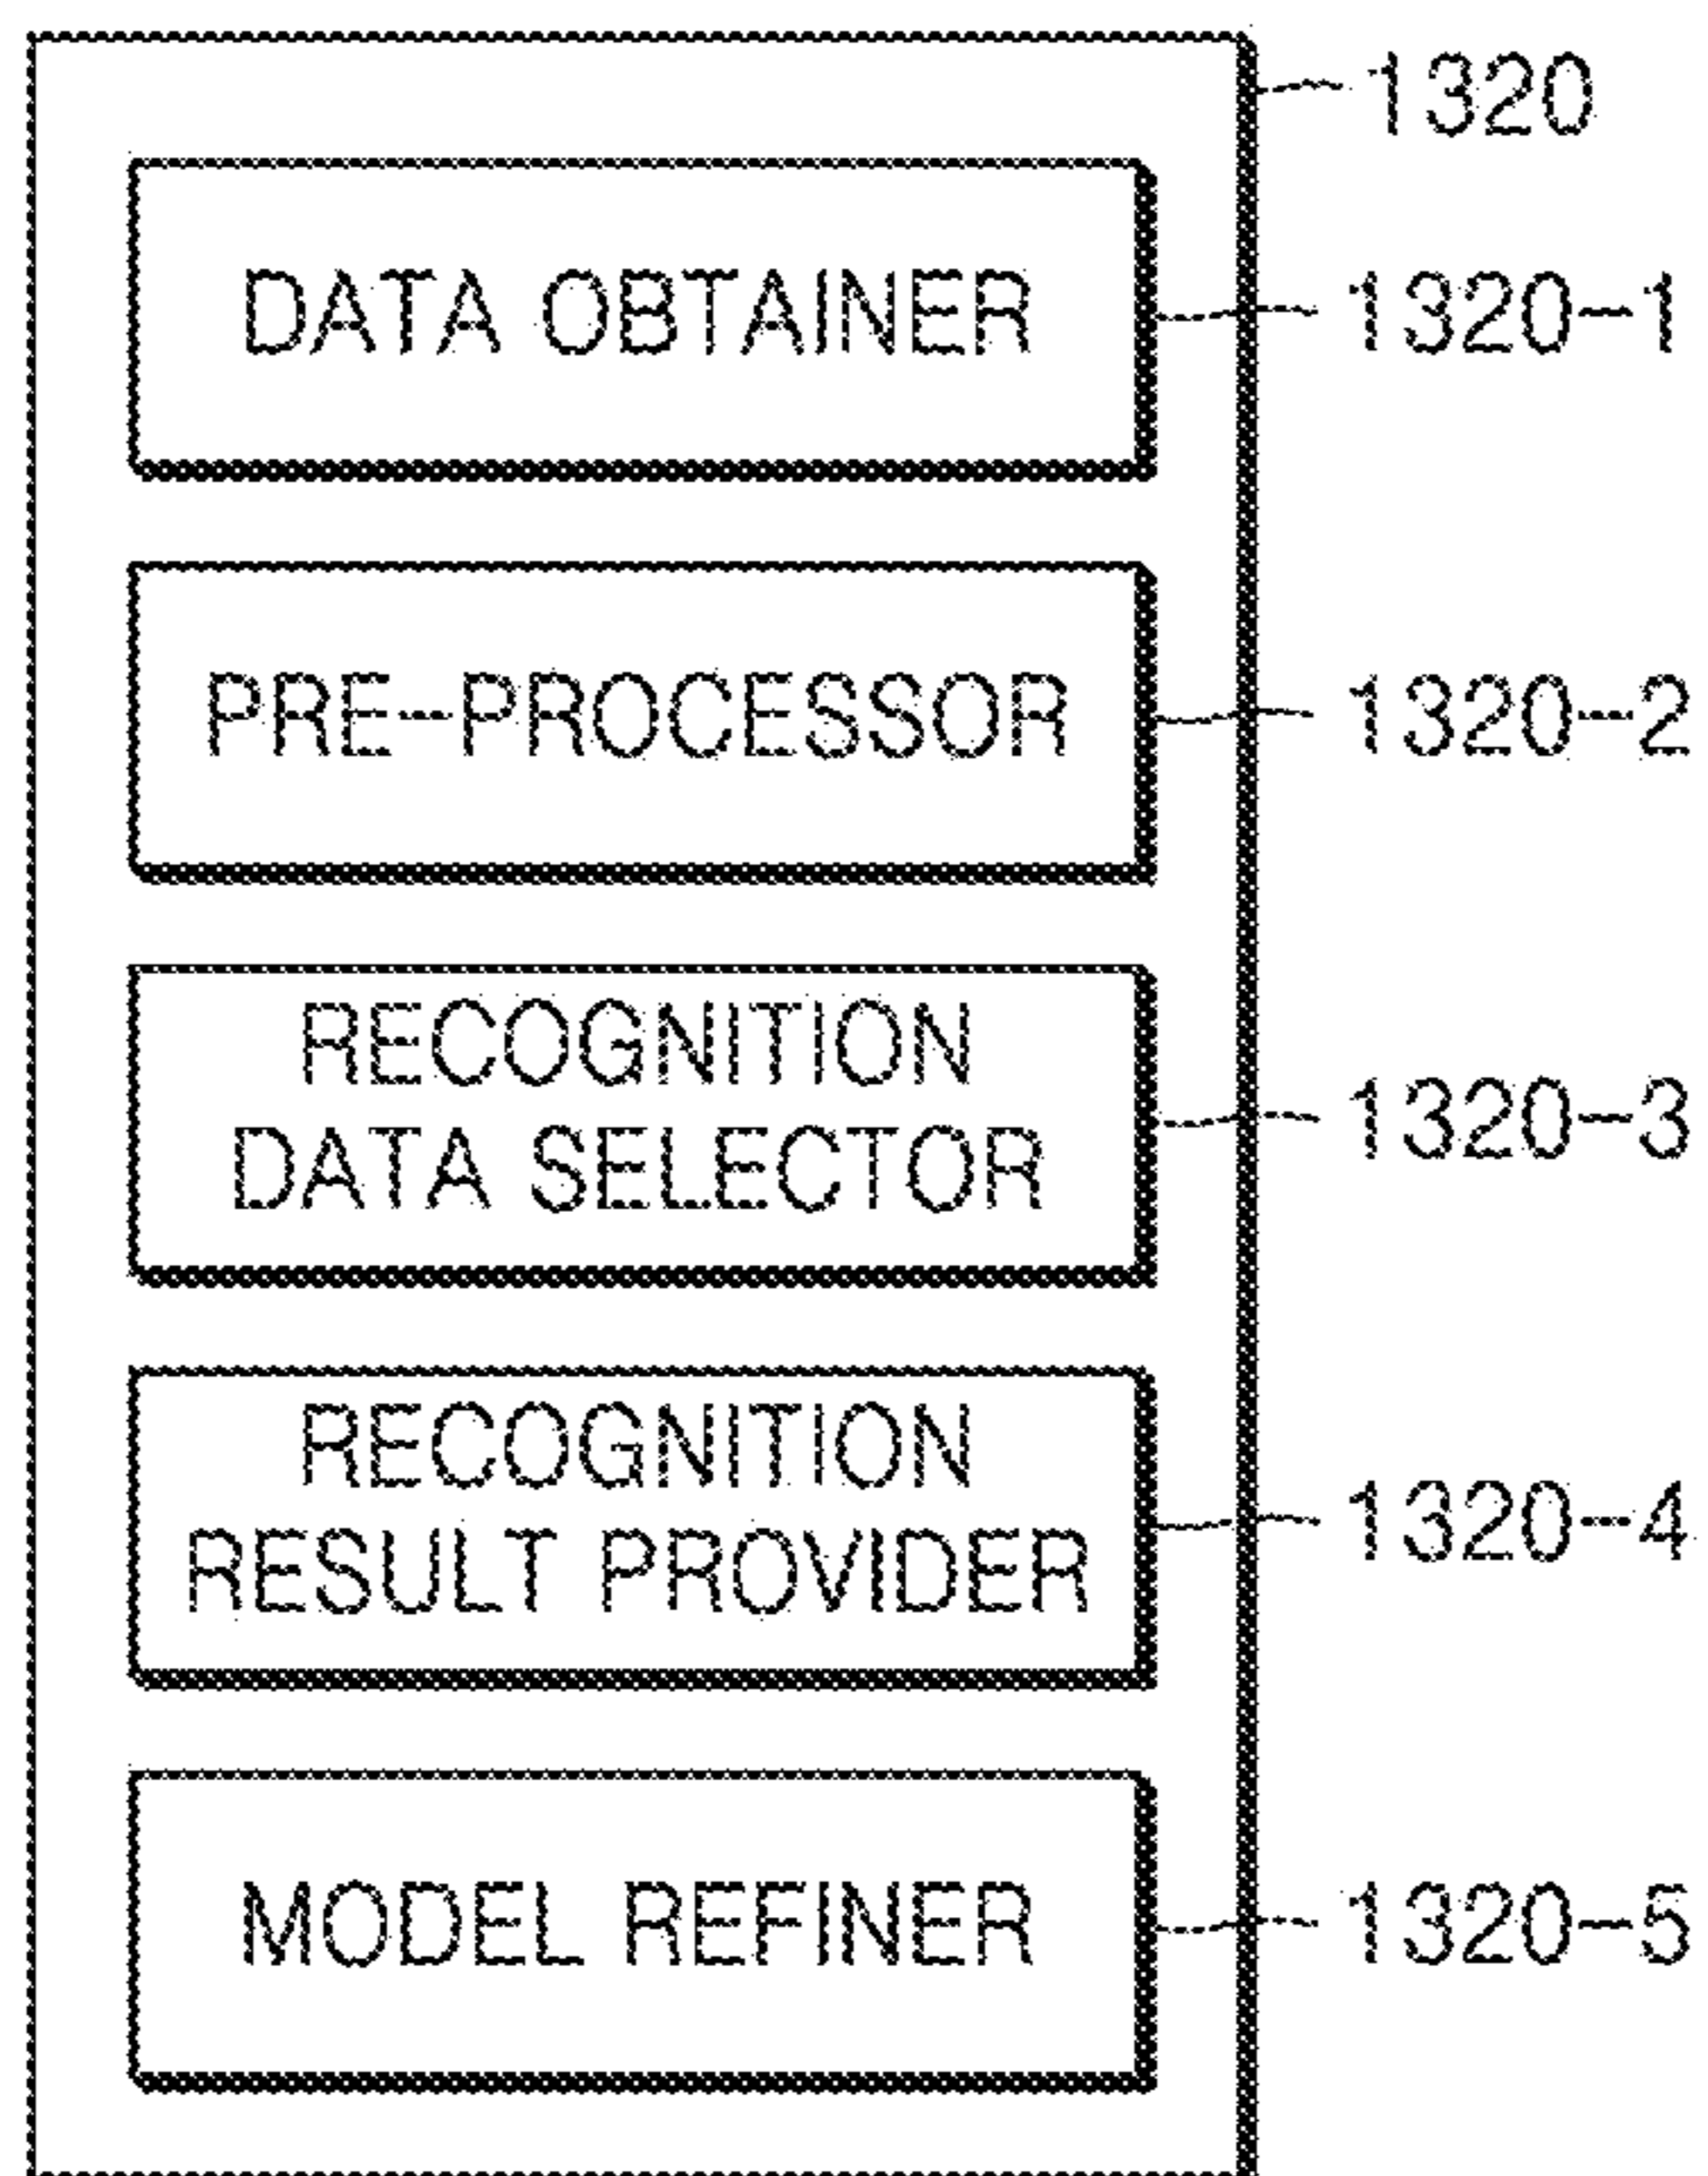 1320
DATA OBTAINER
1320-1
PRE-PROCESSOR
1320-2
RECOGNITION
DATA SELECTOR
1320-3
RECOGNITION
RESULT PROVIDER
1320-4
MODEL REFINER
1320-5